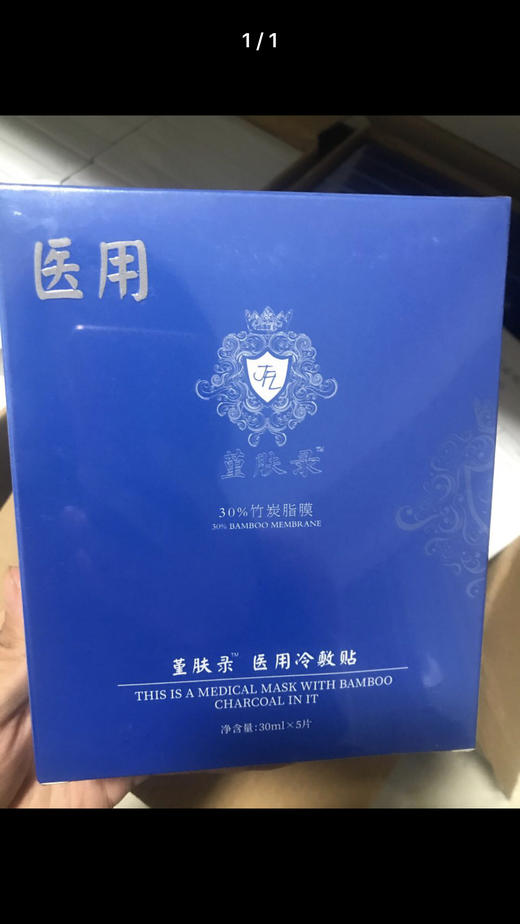 1/1
医用
JFL
堇肤录™
30%竹炭脂膜
30% BAMBOO MEMBRANE
堇肤录™ 医用冷敷贴
THIS IS A MEDICAL MASK WITH BAMBOO
CHARCOAL IN IT
净含量:30ml×5片